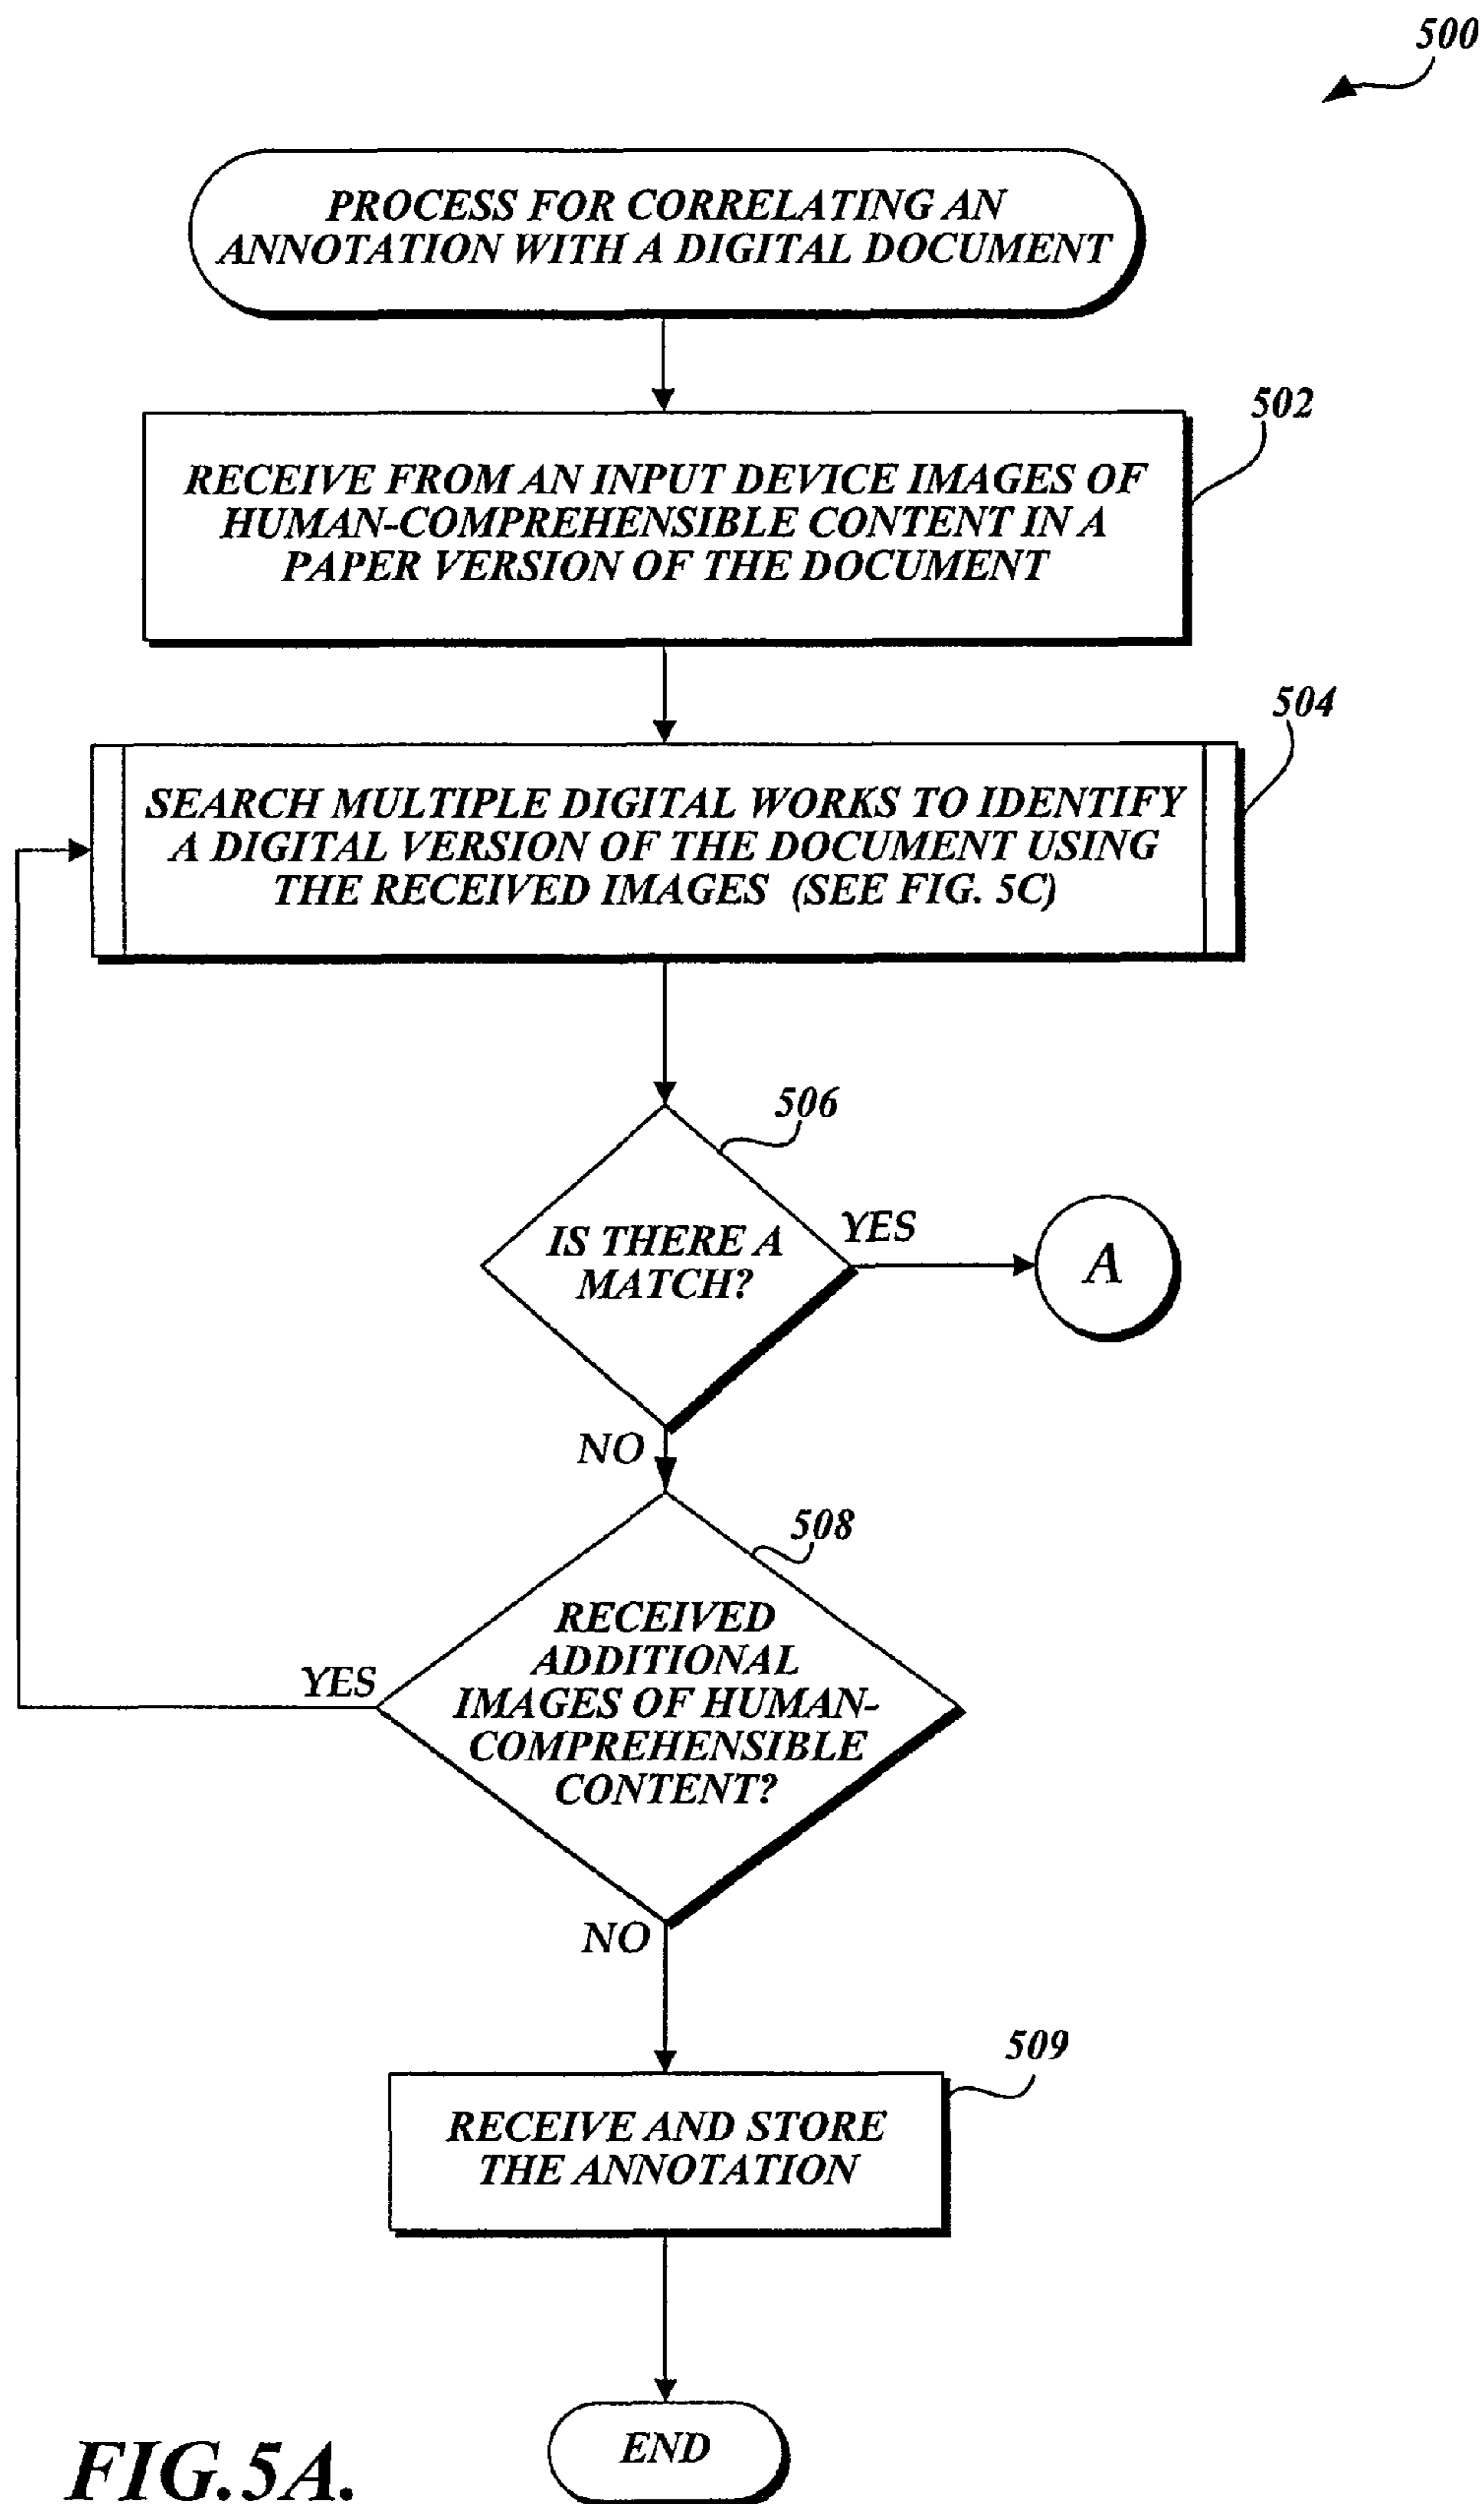 500
PROCESS FOR CORRELATING AN
ANNOTATION WITH A DIGITAL DOCUMENT
502
RECEIVE FROM AN INPUT DEVICE IMAGES OF
HUMAN-COMPREHENSIBLE CONTENT IN A
PAPER VERSION OF THE DOCUMENT
504
SEARCH MULTIPLE DIGITAL WORKS TO IDENTIFY
A DIGITAL VERSION OF THE DOCUMENT USING
THE RECEIVED IMAGES (SEE FIG. 5C)
506
IS THERE A
MATCH?
YES
A
NO
508
RECEIVED
ADDITIONAL
IMAGES OF HUMAN-
COMPREHENSIBLE
CONTENT?
YES
NO
509
RECEIVE AND STORE
THE ANNOTATION
END
FIG.5A.